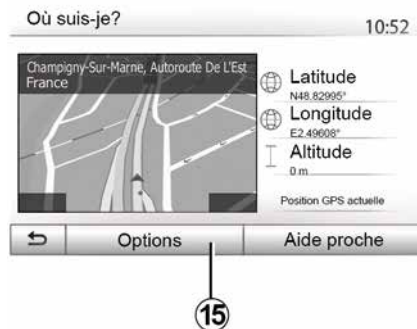 Où suis-je?
10:52
Champigny-Sur-Marne, Autoroute De L'Est
France
Latitude
N48.82995°
Longitude
E2.49608°
Altitude
0 m
Position GPS actuelle
Options
Aide proche
15